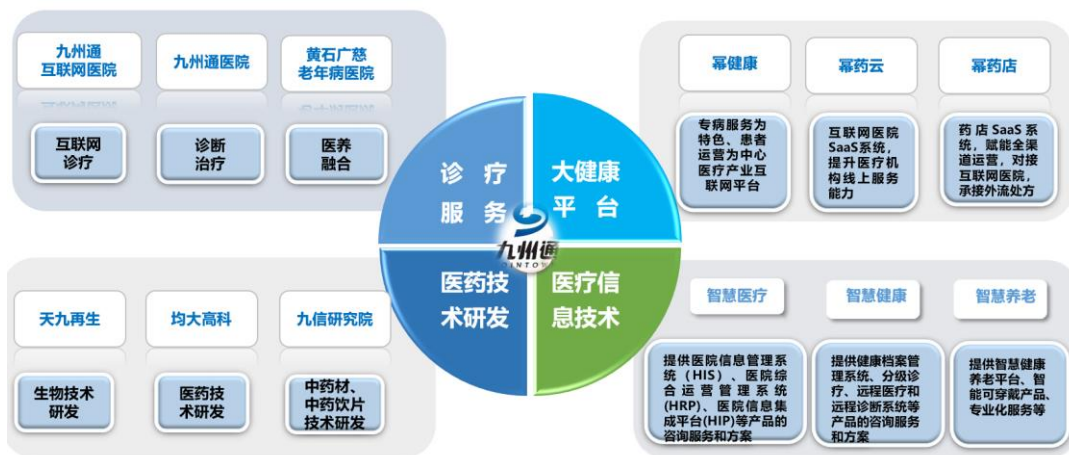 九州通
互联网医院
九州通医院
黄石广慈
老年病医院
互联网
诊疗
诊断
治疗
医养
融合
幂健康
幂药云
幂药店
专病服务为
特色、患者
运营为中心
医疗产业互
联网平台
互联网医院
SaaS系统，
提升医疗机
构线上服务
能力
药店SaaS系
统，赋能全渠
道运营，对接
互联网医院，
承接外流处方
诊疗
服务
大健康
平台
九州通
JOINTOWN
医药技
术研发
医疗信
息技术
天九再生
均大高科
九信研究院
生物技术
研发
医药技
术研发
中药材、
中药饮片
技术研发
智慧医疗
智慧健康
智慧养老
提供医院信息管理系
统（HIS）、医院综
合运营管理系统
(HRP)、医院信息集
成平台(HIP)等产品的
咨询服务和方案
提供健康档案管
理系统、分级诊
疗、远程医疗和
远程诊断系统等
产品的咨询服务
和方案
提供智慧健康
养老平台、智
能可穿戴产品、
专业化服务等